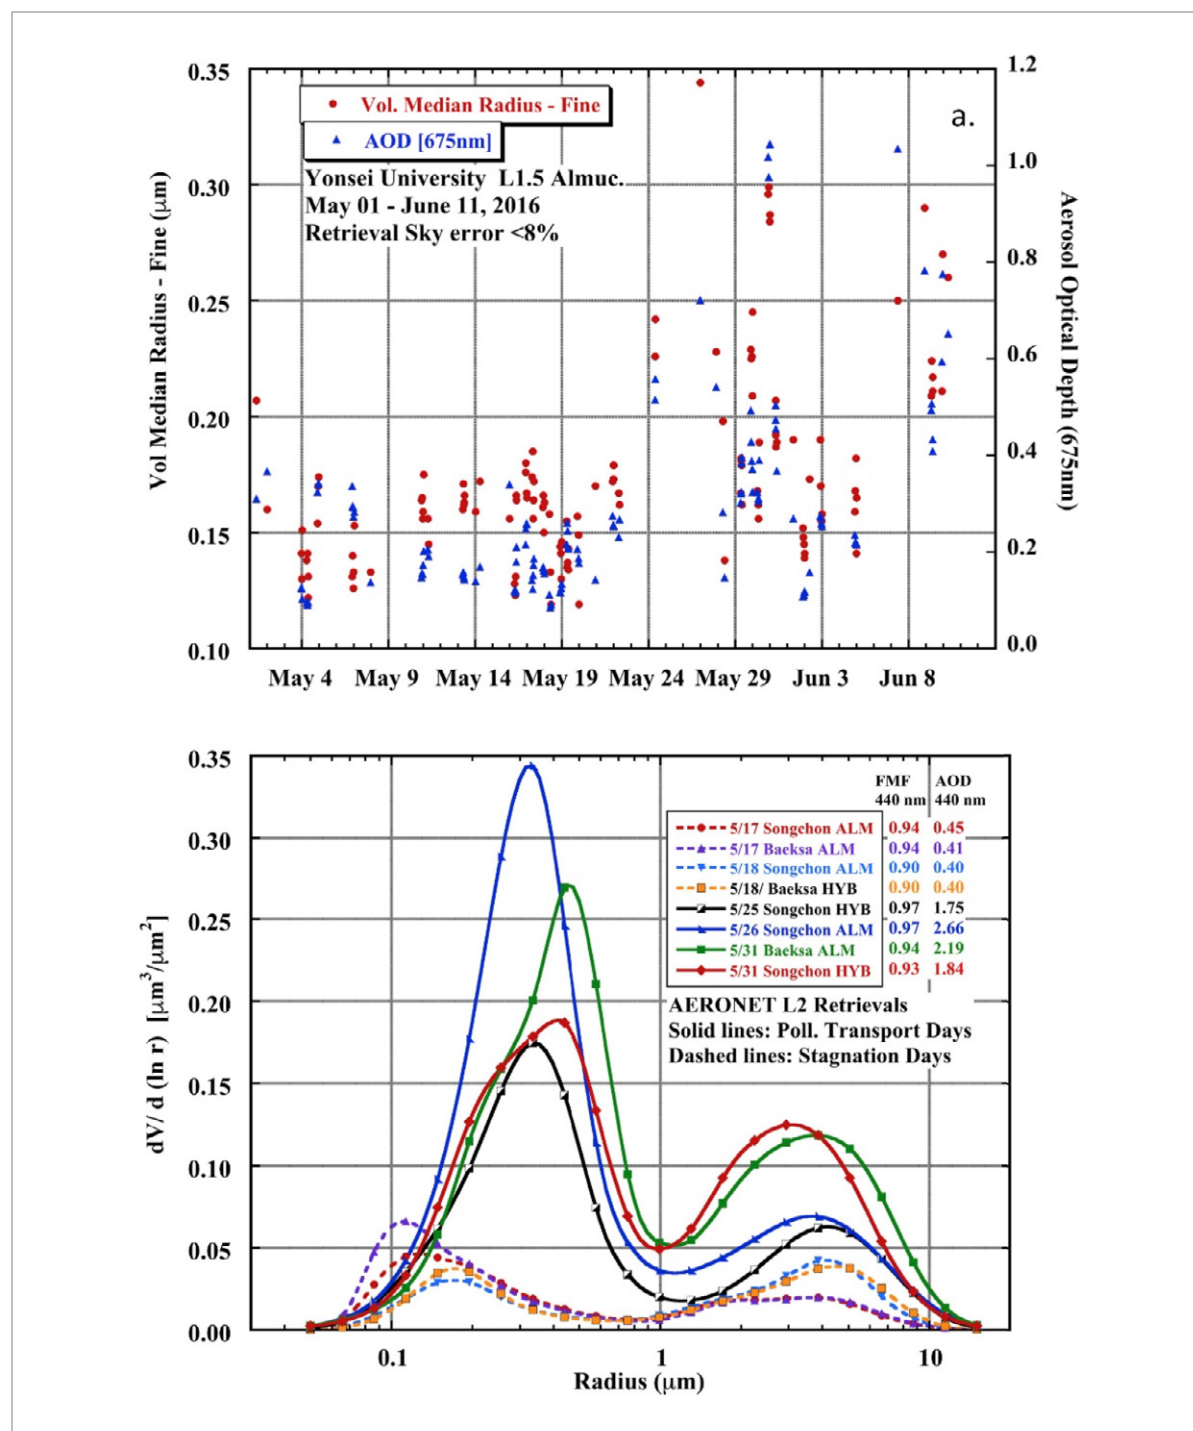 0.35
1.2
Vol. Median Radius - Fine
a.
AOD [675nm]
Yonsei University L1.5 Almuc.
May 01 - June 11, 2016
Retrieval Sky error <8%
0.30
1.0
0.25
0.8
0.20
0.6
0.15
0.4
0.10
0.2
0.0
Vol Median Radius - Fine (μm)
Aerosol Optical Depth (675nm)
May 4 May 9 May 14 May 19 May 24 May 29 Jun 3 Jun 8
0.35
FMF AOD
440 nm 440 nm
5/17 Songchon ALM 0.94 0.45
5/17 Baeksa ALM 0.94 0.41
5/18 Songchon ALM 0.90 0.40
5/18/ Baeksa HYB 0.90 0.40
5/25 Songchon HYB 0.97 1.75
5/26 Songchon ALM 0.97 2.66
5/31 Baeksa ALM 0.94 2.19
5/31 Songchon HYB 0.93 1.84
AERONET L2 Retrievals
Solid lines: Poll. Transport Days
Dashed lines: Stagnation Days
0.30
0.25
0.20
0.15
0.10
0.05
0.00
dV/ d (ln r) [μm³/μm²]
0.1 1 10
Radius (μm)